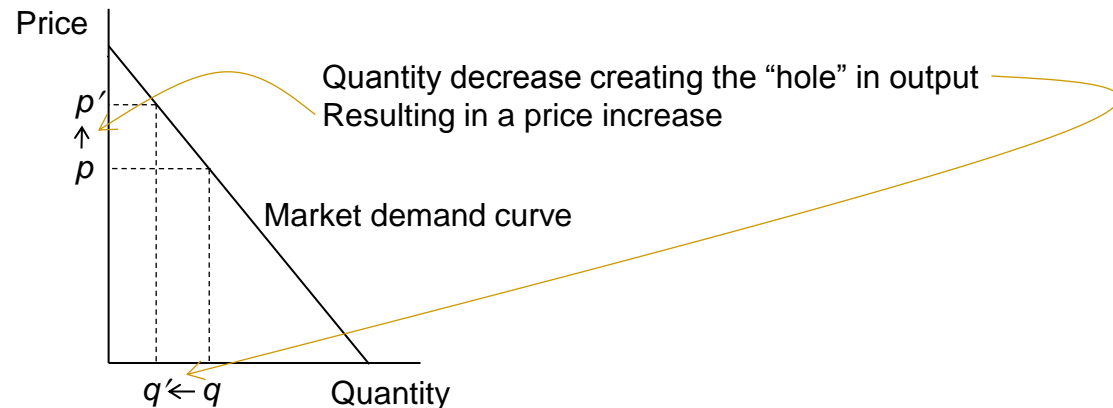 Price
Quantity decrease creating the “hole” in output
Resulting in a price increase
p′
p
Market demand curve
q′ ← q
Quantity